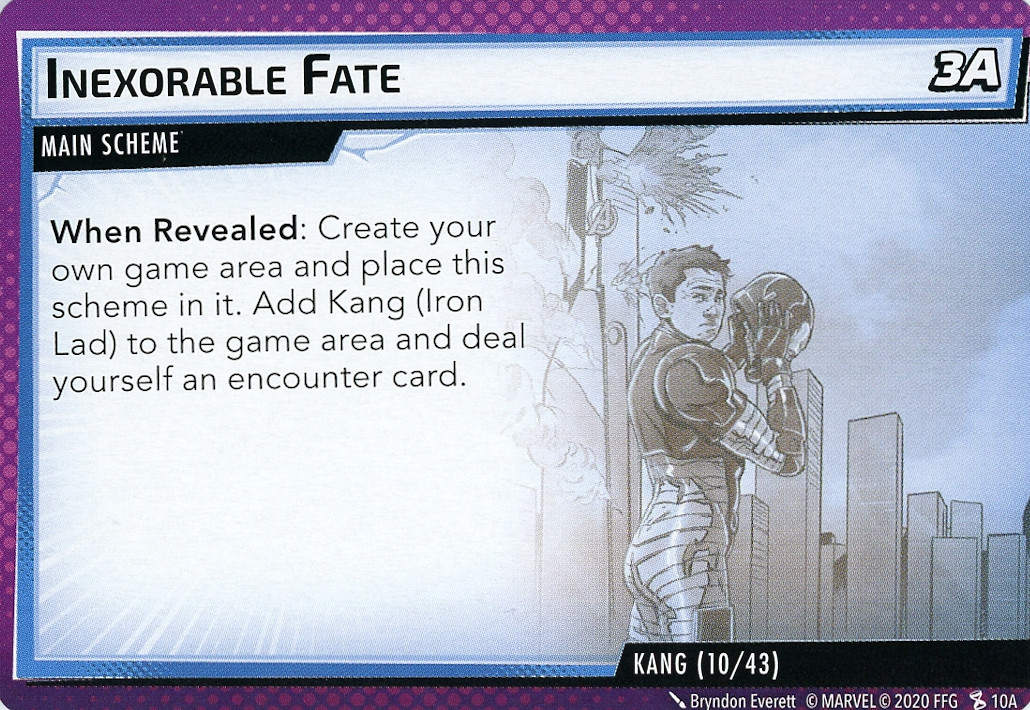 INEXORABLE FATE
3A
MAIN SCHEME
When Revealed: Create your
own game area and place this
scheme in it. Add Kang (Iron
Lad) to the game area and deal
yourself an encounter card.
KANG (10/43)
Bryndon Everett © MARVEL © 2020 FFG 10A